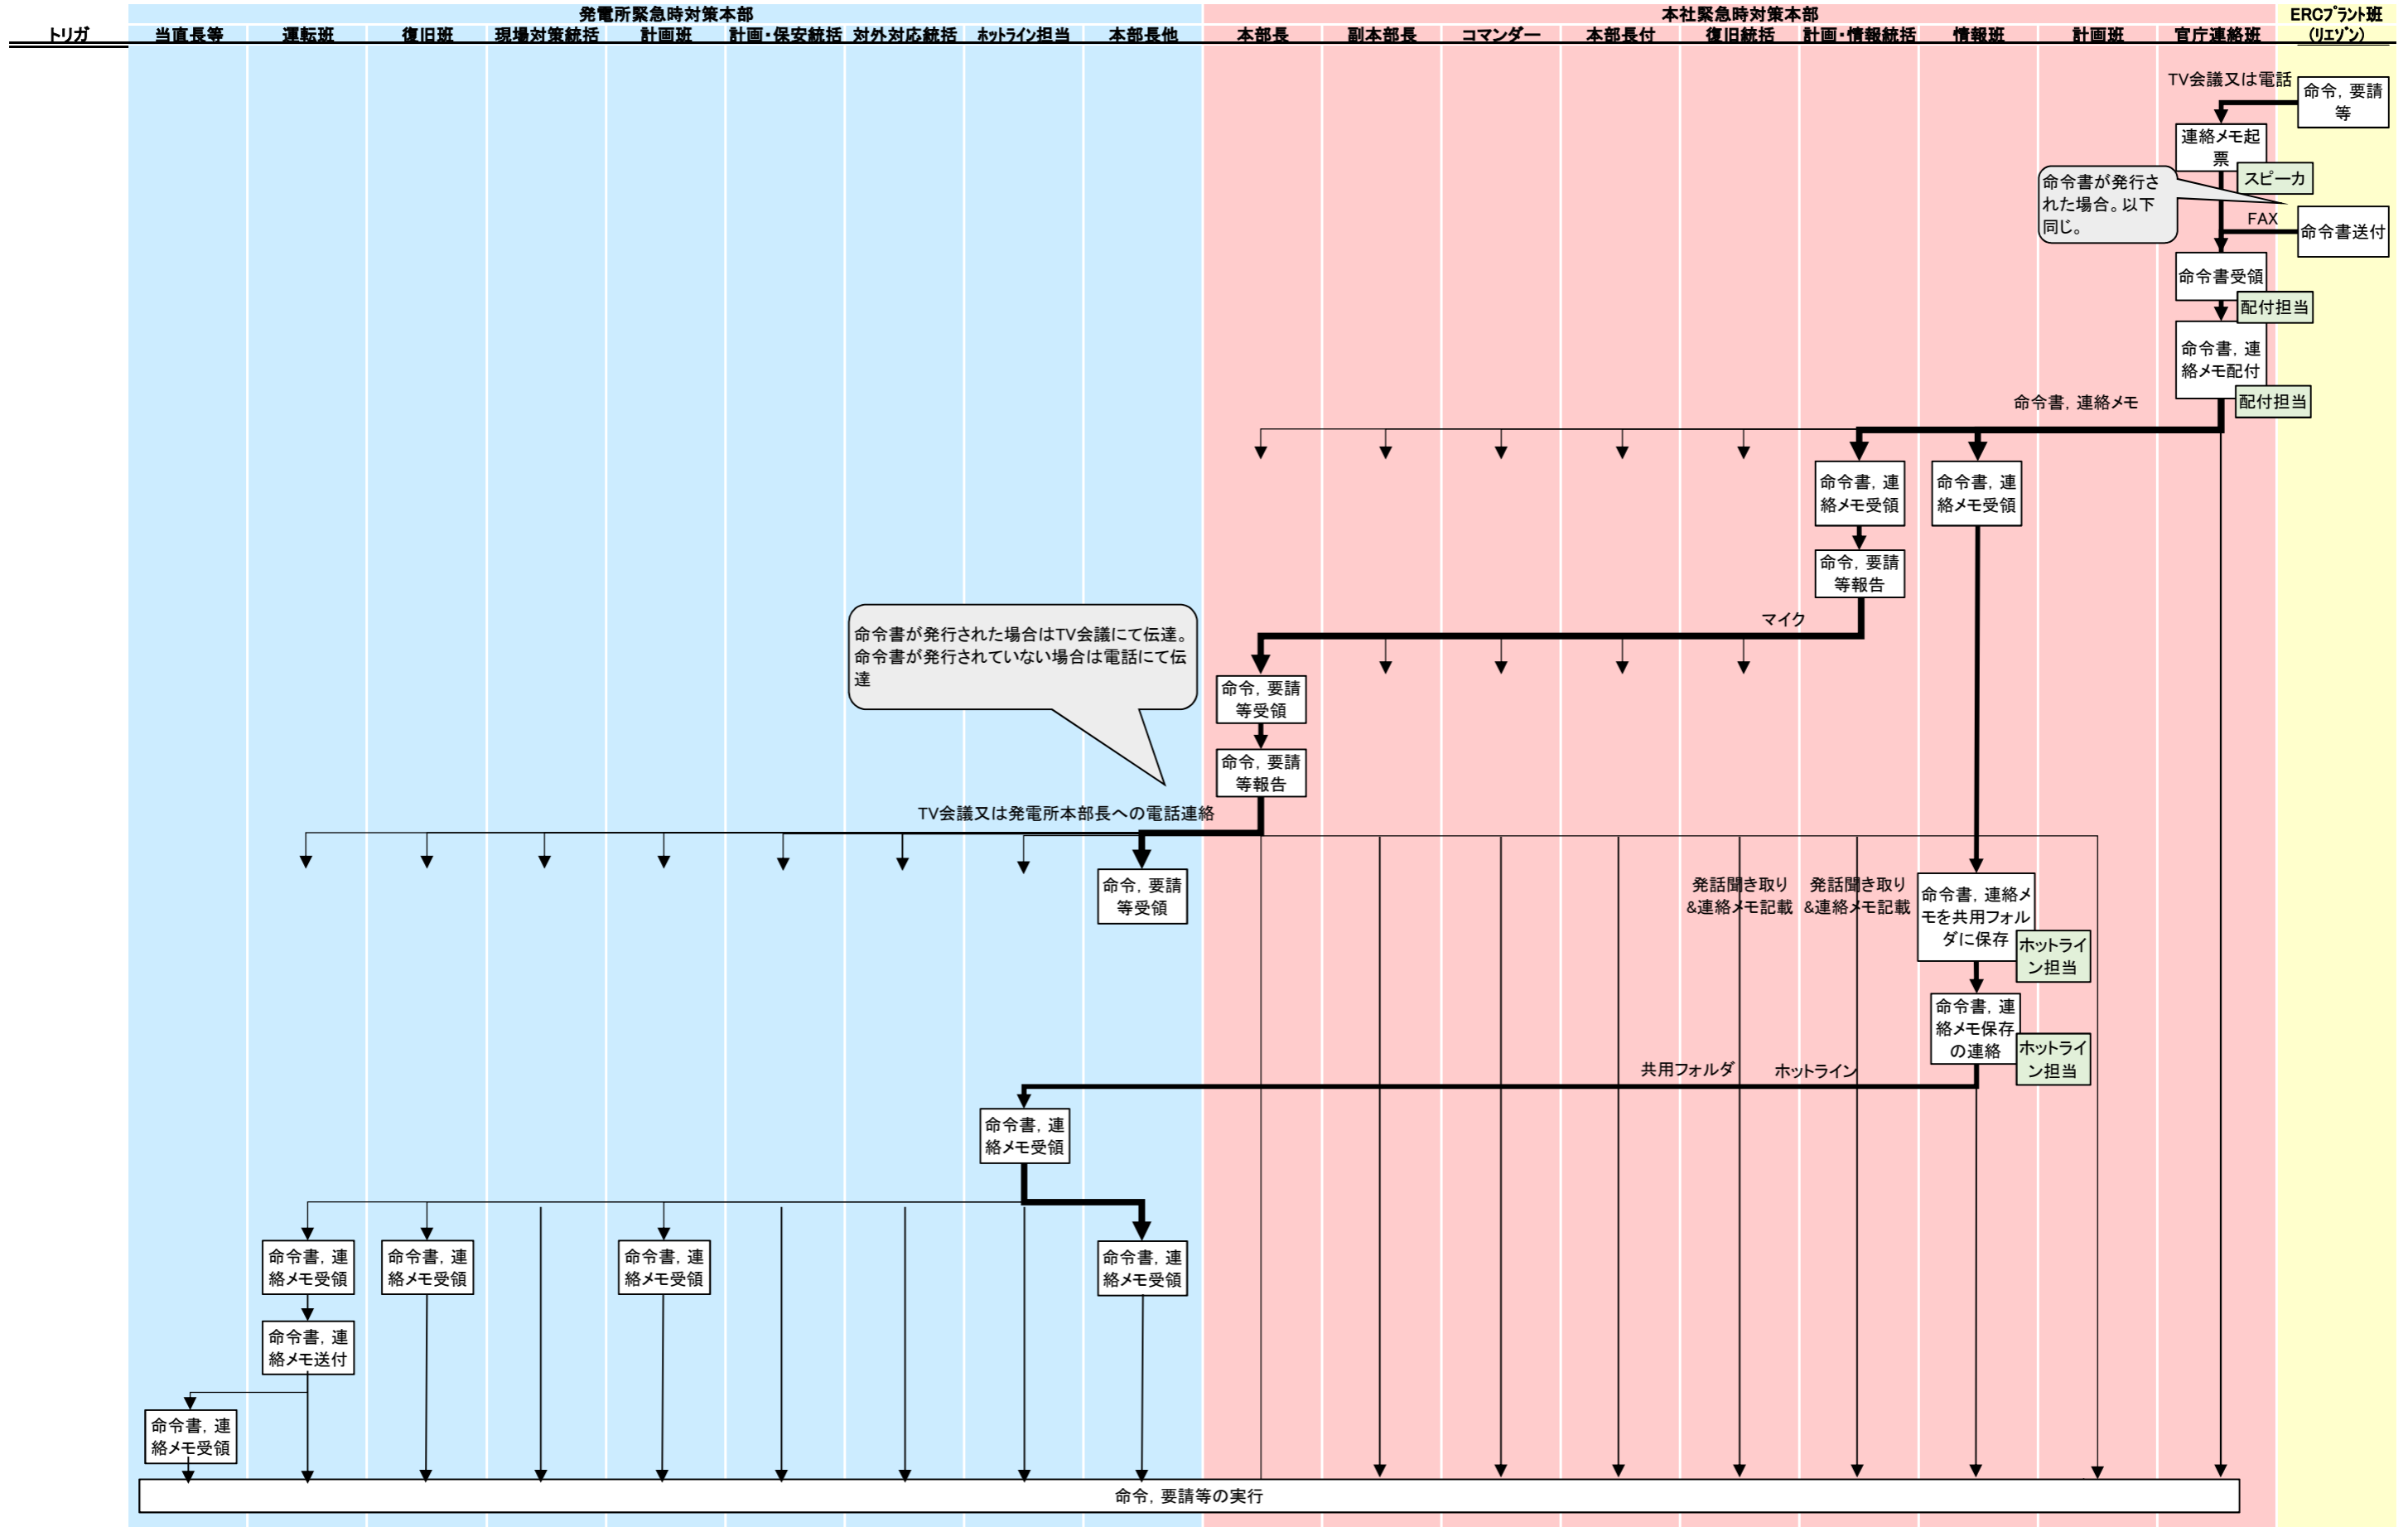 発電所緊急時対策本部
本社緊急時対策本部
ERCﾌﾟﾗﾝﾄ班
(ﾘｴｿﾞﾝ)
トリガ
当直長等
運転班
復旧班
現場対策統括
計画班
計画・保安統括
対外対応統括
ﾎｯﾄﾗｲﾝ担当
本部長他
本部長
副本部長
コマンダー
本部長付
復旧統括
計画・情報統括
情報班
計画班
官庁連絡班
TV会議又は電話
命令，要請
等
連絡メモ起
票
スピーカ
命令書が発行さ
れた場合。以下
同じ。
FAX
命令書送付
命令書受領
配付担当
命令書，連
絡メモ配付
配付担当
命令書，連絡メモ
命令書，連
絡メモ受領
命令書，連
絡メモ受領
命令，要請
等報告
マイク
命令書が発行された場合はTV会議にて伝達。
命令書が発行されていない場合は電話にて伝
達
命令，要請
等受領
命令，要請
等報告
TV会議又は発電所本部長への電話連絡
命令，要請
等受領
発話聞き取り
&連絡メモ記載
発話聞き取り
&連絡メモ記載
命令書，連絡メ
モを共用フォル
ダに保存
ホットライ
ン担当
命令書，連
絡メモ保存
の連絡
ホットライ
ン担当
共用フォルダ
ホットライン
命令書，連
絡メモ受領
命令書，連
絡メモ受領
命令書，連
絡メモ受領
命令書，連
絡メモ受領
命令書，連
絡メモ受領
命令書，連
絡メモ送付
命令書，連
絡メモ受領
命令，要請等の実行